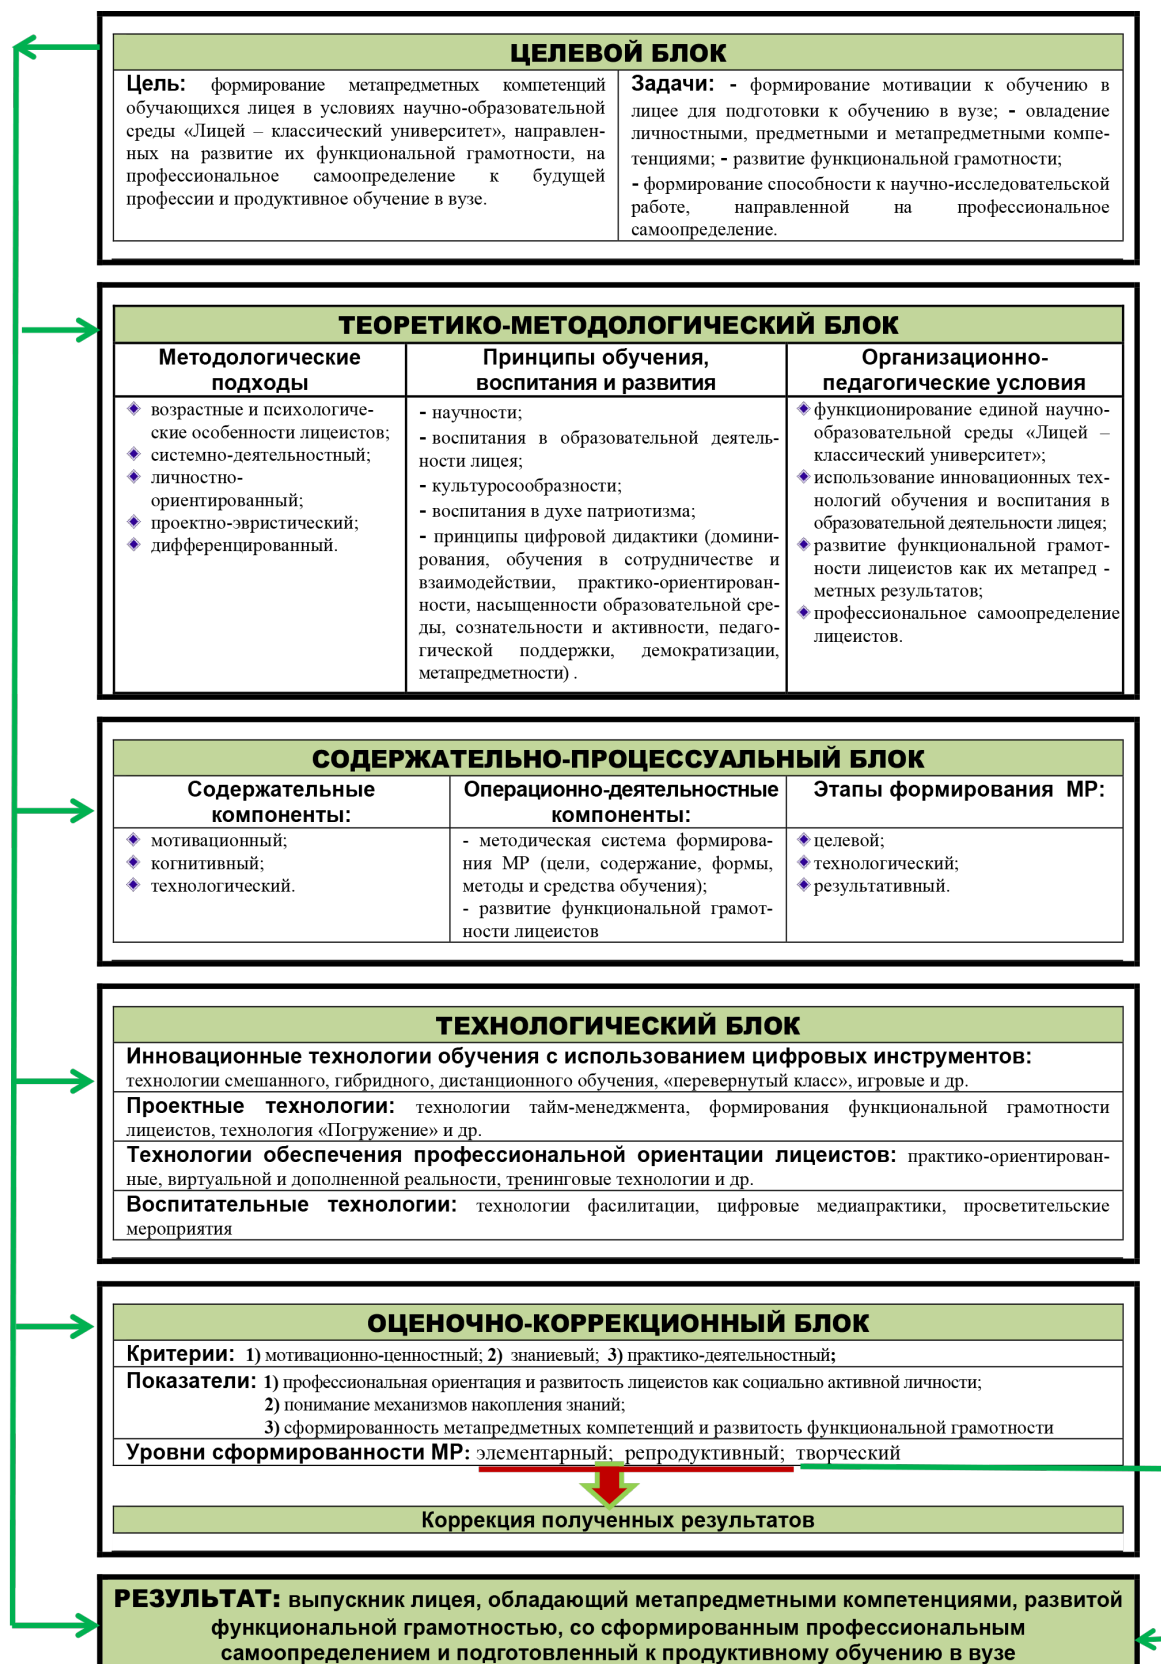 ЦЕЛЕВОЙ БЛОК
Цель: формирование метапредметных компетенций
обучающихся лицея в условиях научно-образовательной
среды «Лицей – классический университет», направлен-
ных на развитие их функциональной грамотности, на
профессиональное самоопределение к будущей
профессии и продуктивное обучение в вузе.
Задачи: - формирование мотивации к обучению в
лицее для подготовки к обучению в вузе; - овладение
личностными, предметными и метапредметными компе-
тенциями; - развитие функциональной грамотности;
- формирование способности к научно-исследовательской
работе, направленной на профессиональное
самоопределение.
ТЕОРЕТИКО-МЕТОДОЛОГИЧЕСКИЙ БЛОК
Методологические
подходы
возрастные и психологиче-
ские особенности лицеистов;
системно-деятельностный;
личностно-
ориентированный;
проектно-эвристический;
дифференцированный.
Принципы обучения,
воспитания и развития
- научности;
- воспитания в образовательной деятель-
ности лицея;
- культуросообразности;
- воспитания в духе патриотизма;
- принципы цифровой дидактики (домини-
рования, обучения в сотрудничестве и
взаимодействии, практико-ориентирован-
ности, насыщенности образовательной сре-
ды, сознательности и активности, педаго-
гической поддержки, демократизации,
метапредметности) .
Организационно-
педагогические условия
функционирование единой научно-
образовательной среды «Лицей –
классический университет»;
использование инновационных тех-
нологий обучения и воспитания в
образовательной деятельности лицея;
развитие функциональной грамот-
ности лицеистов как их метапред -
метных результатов;
профессиональное самоопределение
лицеистов.
СОДЕРЖАТЕЛЬНО-ПРОЦЕССУАЛЬНЫЙ БЛОК
Содержательные
компоненты:
мотивационный;
когнитивный;
технологический.
Операционно-деятельностные
компоненты:
- методическая система формирова-
ния МР (цели, содержание, формы,
методы и средства обучения);
- развитие функциональной грамот-
ности лицеистов
Этапы формирования МР:
целевой;
технологический;
результативный.
ТЕХНОЛОГИЧЕСКИЙ БЛОК
Инновационные технологии обучения с использованием цифровых инструментов:
технологии смешанного, гибридного, дистанционного обучения, «перевернутый класс», игровые и др.
Проектные технологии: технологии тайм-менеджмента, формирования функциональной грамотности
лицеистов, технология «Погружение» и др.
Технологии обеспечения профессиональной ориентации лицеистов: практико-ориентирован-
ные, виртуальной и дополненной реальности, тренинговые технологии и др.
Воспитательные технологии: технологии фасилитации, цифровые медиапрактики, просветительские
мероприятия
ОЦЕНОЧНО-КОРРЕКЦИОННЫЙ БЛОК
Критерии: 1) мотивационно-ценностный; 2) знаниевый; 3) практико-деятельностный;
Показатели: 1) профессиональная ориентация и развитость лицеистов как социально активной личности;
2) понимание механизмов накопления знаний;
3) сформированность метапредметных компетенций и развитость функциональной грамотности
Уровни сформированности МР: элементарный; репродуктивный; творческий
Коррекция полученных результатов
РЕЗУЛЬТАТ: выпускник лицея, обладающий метапредметными компетенциями, развитой
функциональной грамотностью, со сформированным профессиональным
самоопределением и подготовленный к продуктивному обучению в вузе